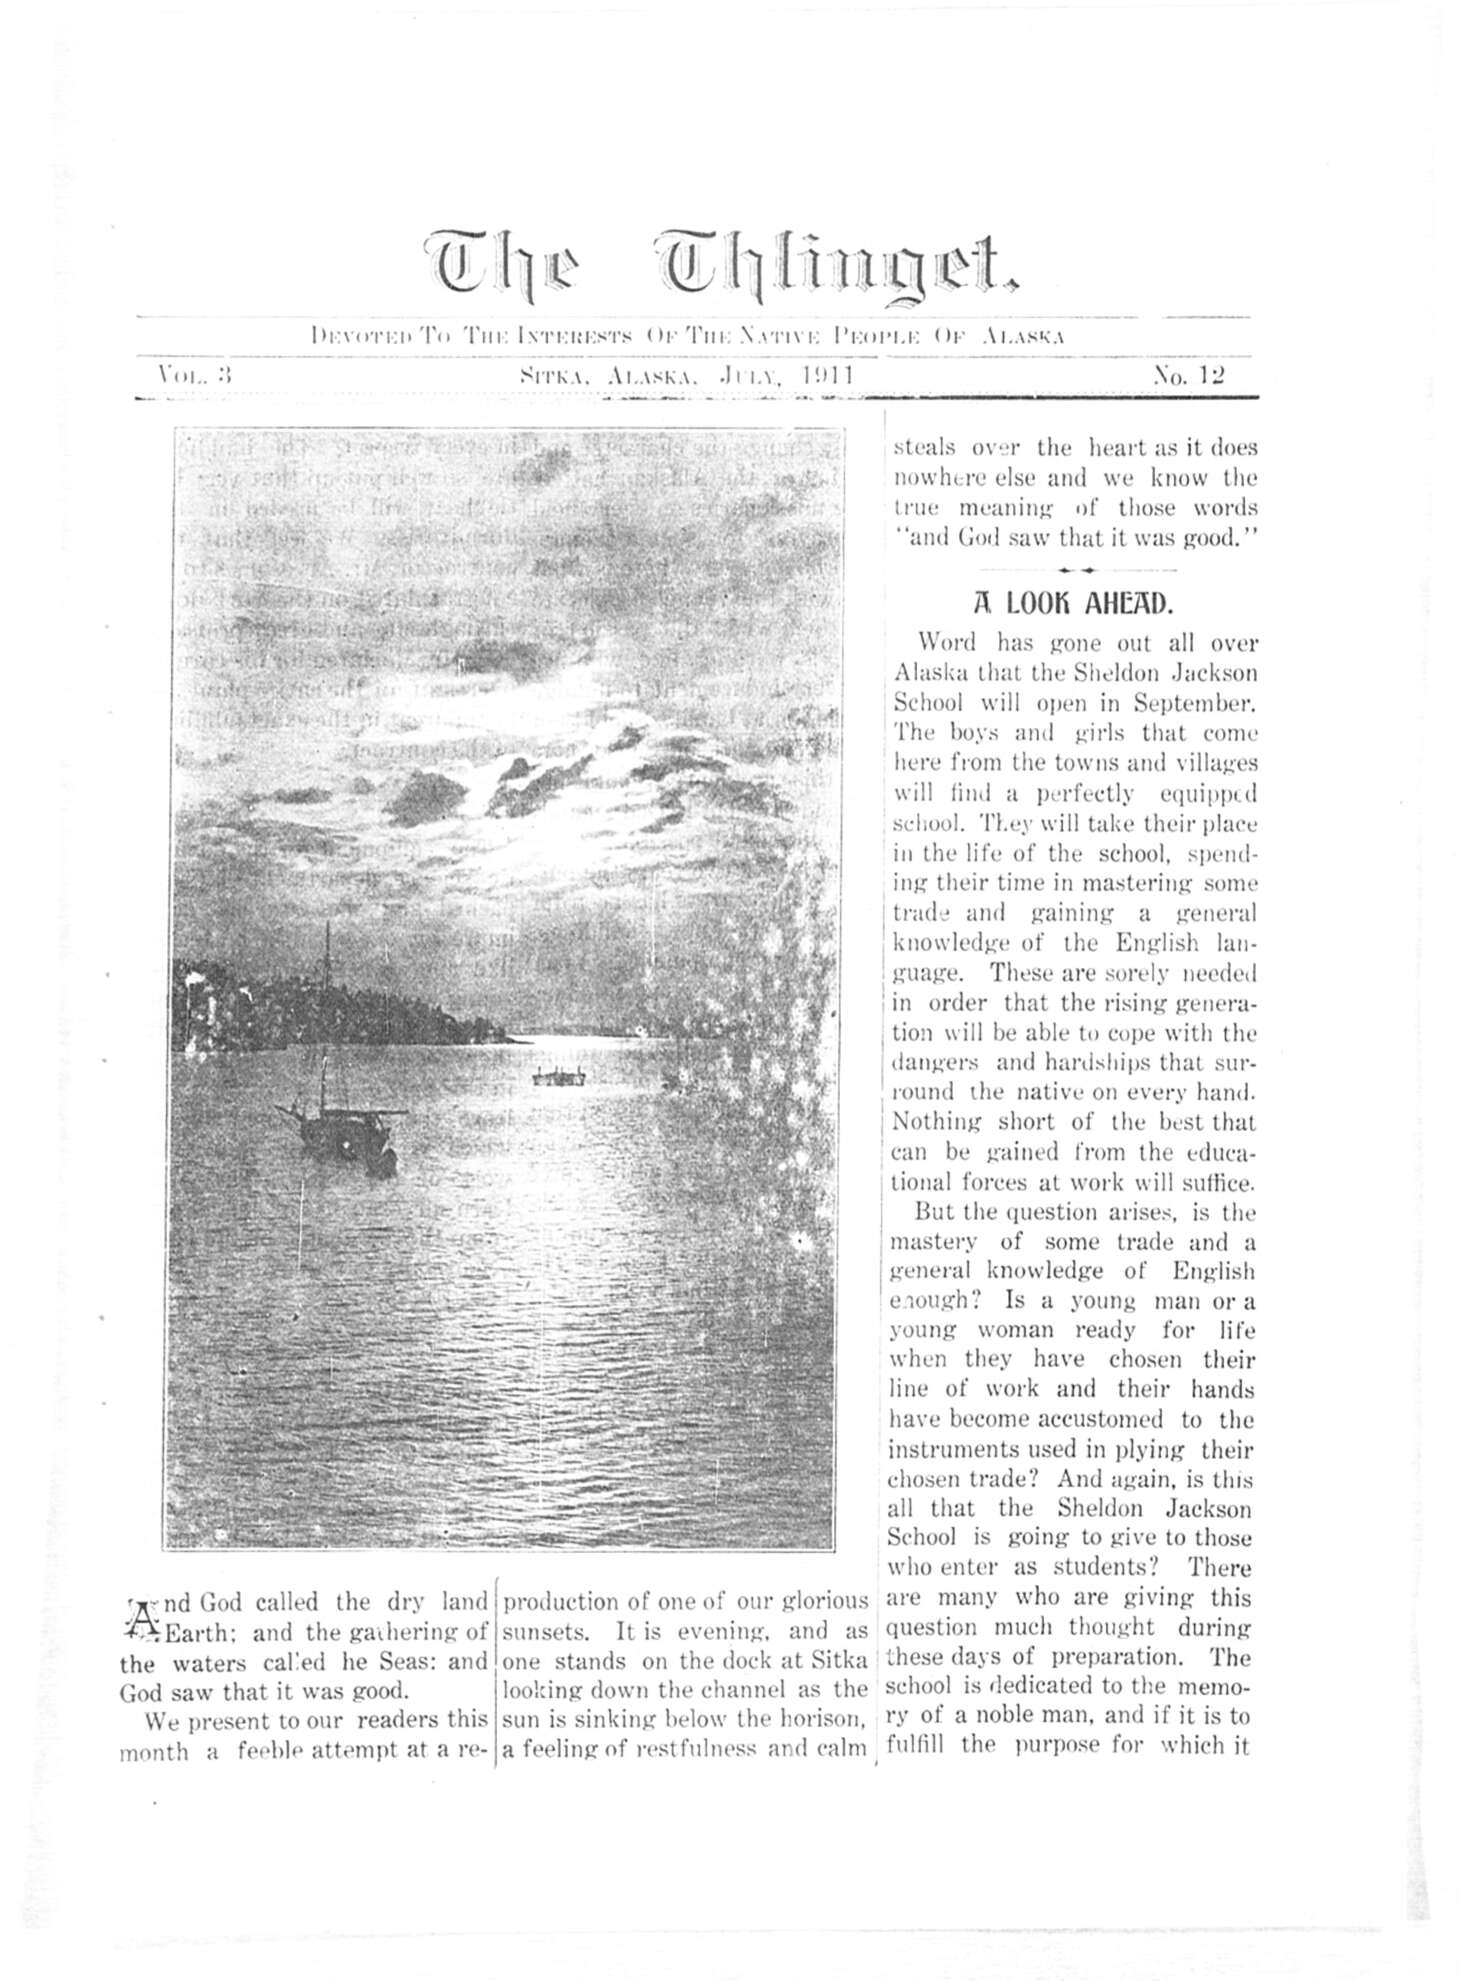 The Thlinget.
DEVOTED TO THE INTERESTS OF THE NATIVE PEOPLE OF ALASKA
VOL. 3 SITKA, ALASKA, JULY, 1911 No. 12
And God called the dry land
Earth; and the gathering of
the waters called he Seas: and
God saw that it was good.
We present to our readers this
month a feeble attempt at a re-
production of one of our glorious
sunsets. It is evening, and as
one stands on the dock at Sitka
looking down the channel as the
sun is sinking below the horison,
a feeling of restfulness and calm
steals over the heart as it does
nowhere else and we know the
true meaning of those words
"and God saw that it was good."
A LOOK AHEAD.
Word has gone out all over
Alaska that the Sheldon Jackson
School will open in September.
The boys and girls that come
here from the towns and villages
will find a perfectly equipped
school. They will take their place
in the life of the school, spend-
ing their time in mastering some
trade and gaining a general
knowledge of the English lan-
guage. These are sorely needed
in order that the rising genera-
tion will be able to cope with the
dangers and hardships that sur-
round the native on every hand.
Nothing short of the best that
can be gained from the educa-
tional forces at work will suffice.
But the question arises, is the
mastery of some trade and a
general knowledge of English
enough? Is a young man or a
young woman ready for life
when they have chosen their
line of work and their hands
have become accustomed to the
instruments used in plying their
chosen trade? And again, is this
all that the Sheldon Jackson
School is going to give to those
who enter as students? There
are many who are giving this
question much thought during
these days of preparation. The
school is dedicated to the memo-
ry of a noble man, and if it is to
fulfill the purpose for which it